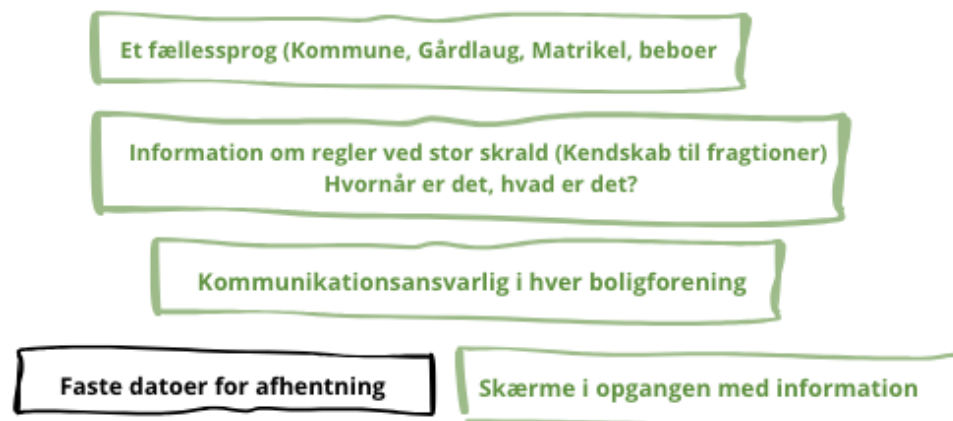 Et fællessprog (Kommune, Gårdlaug, Matrikel, beboer
Information om regler ved stor skrald (Kendskab til fragtioner)
Hvornår er det, hvad er det?
Kommunikationsansvarlig i hver boligforening
Faste datoer for afhentning
Skærme i opgangen med information